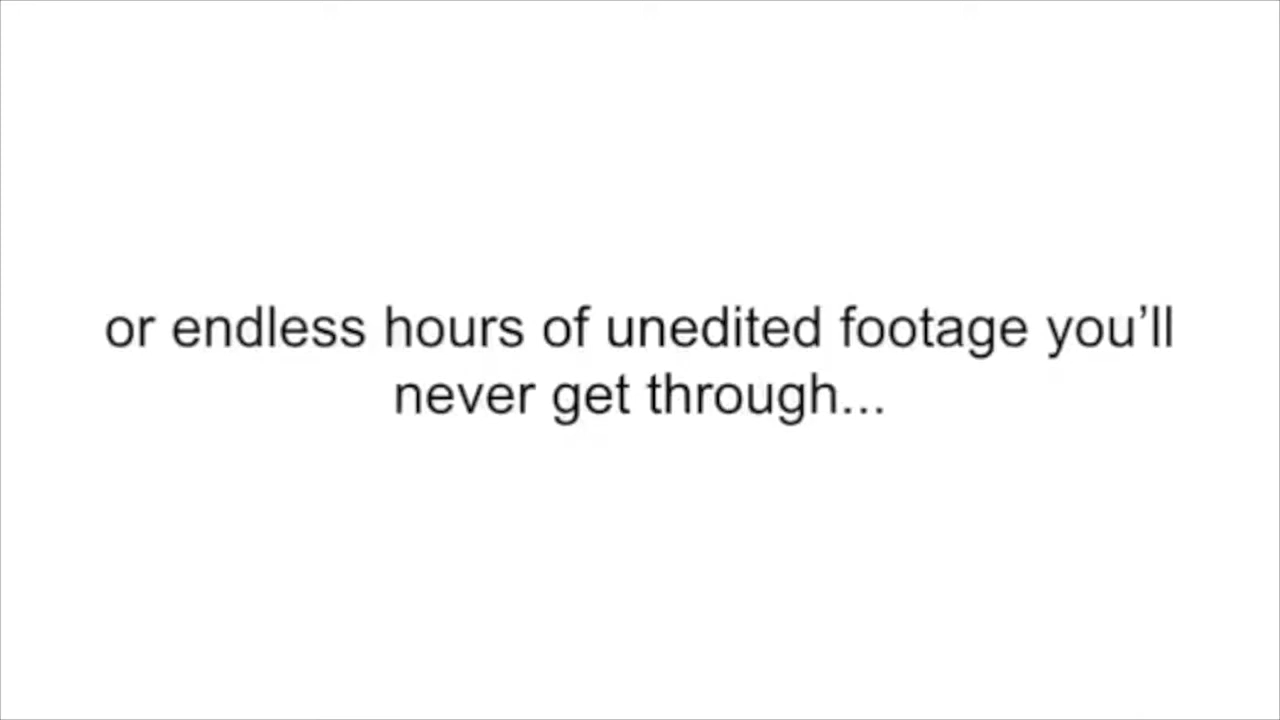 or endless hours of unedited footage you’ll
never get through...